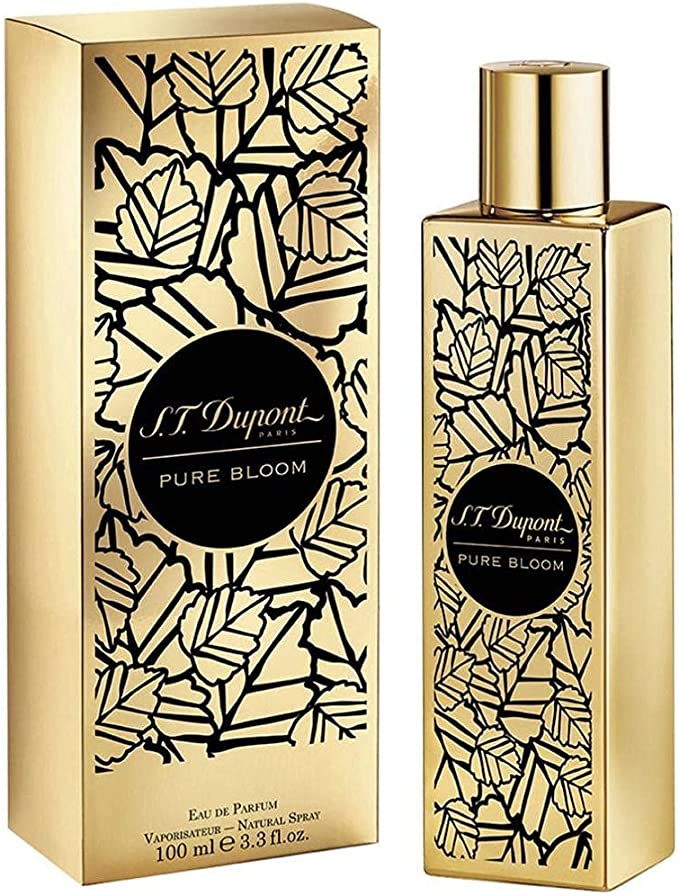 S.T. Dupont
PARIS
PURE BLOOM
EAU DE PARFUM
VAPORISATEUR – NATURAL SPRAY
100 ml e 3.3 fl.oz.
S.T. Dupont
PARIS
PURE BLOOM